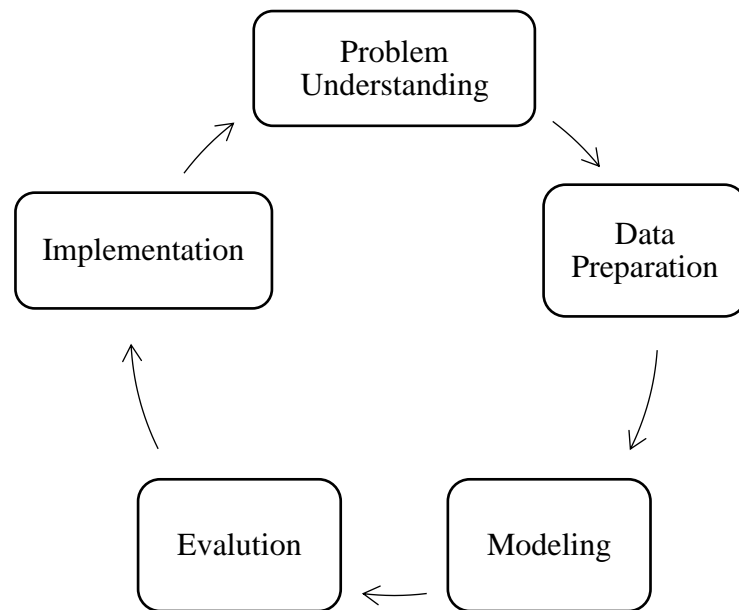 Problem
Understanding
Data
Preparation
Modeling
Evalution
Implementation